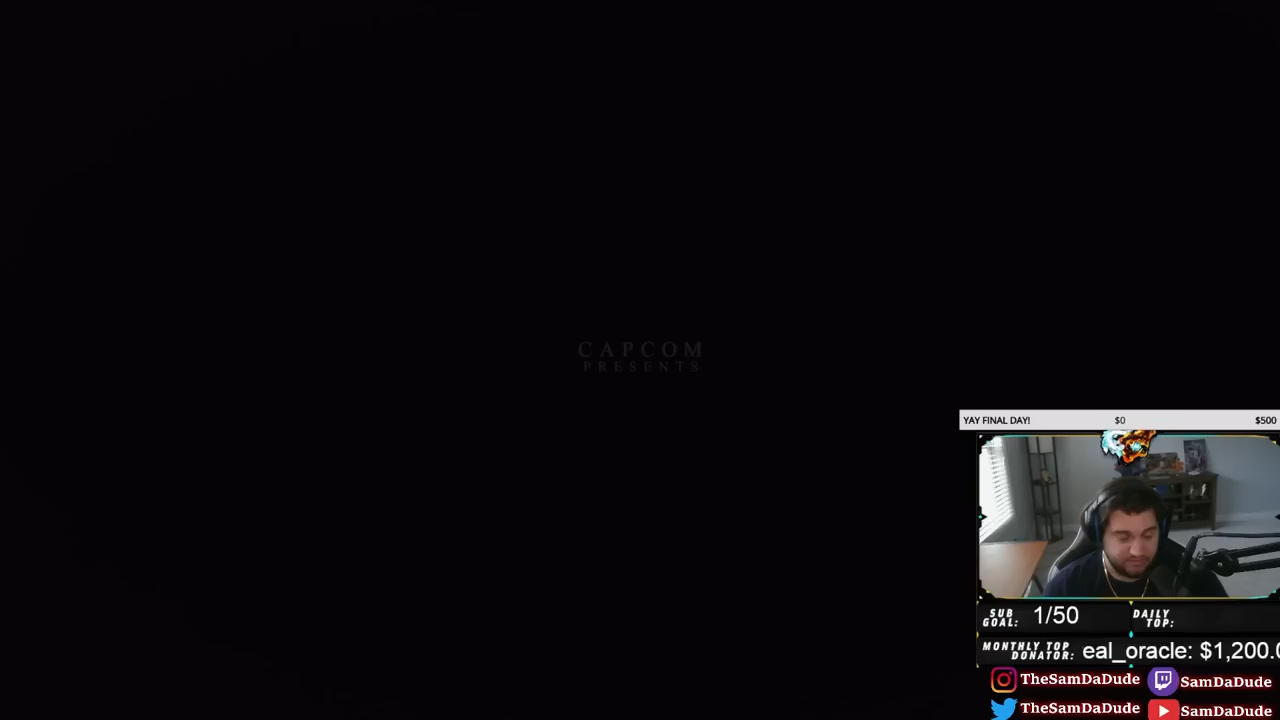 CAPCOM
PRESENTS
YAY FINAL DAY! $0 $500
SUB GOAL: 1/50
DAILY TOP:
MONTHLY TOP DONATOR: eal_oracle: $1,200.0
TheSamDaDude SamDaDude
TheSamDaDude SamDaDude